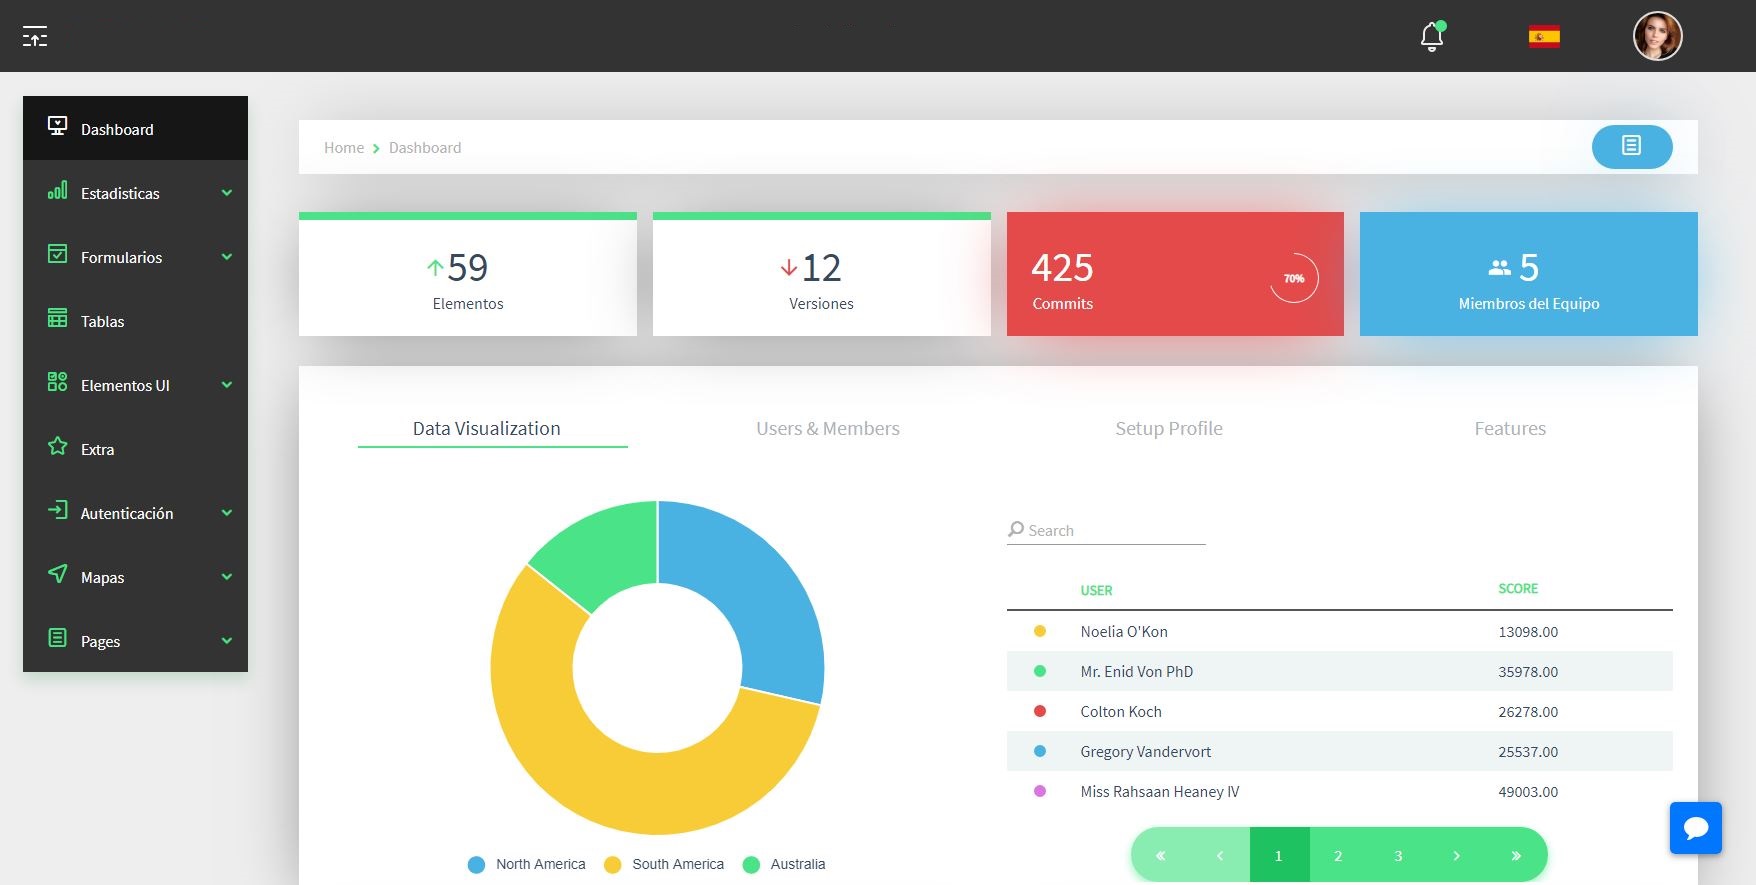 Dashboard
Estadisticas
Formularios
Tablas
Elementos UI
Extra
Autenticación
Mapas
Pages
Home Dashboard
59
Elementos
12
Versiones
425
Commits
70%
5
Miembros del Equipo
Data Visualization Users & Members Setup Profile Features
North America South America Australia
Search
USER SCORE
Noelia O'Kon 13098.00
Mr. Enid Von PhD 35978.00
Colton Koch 26278.00
Gregory Vandervort 25537.00
Miss Rahsaan Heaney IV 49003.00
« ‹ 1 2 3 › »